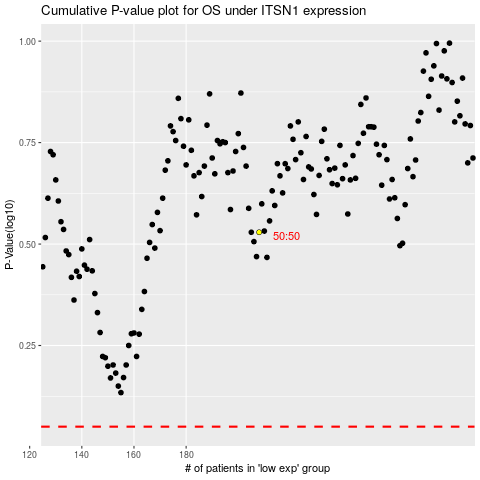 Cumulative P-value plot for OS under ITSN1 expression
P-Value(log10)
1.00
0.75
0.50
0.25
50:50
120 140 160 180
# of patients in 'low exp' group